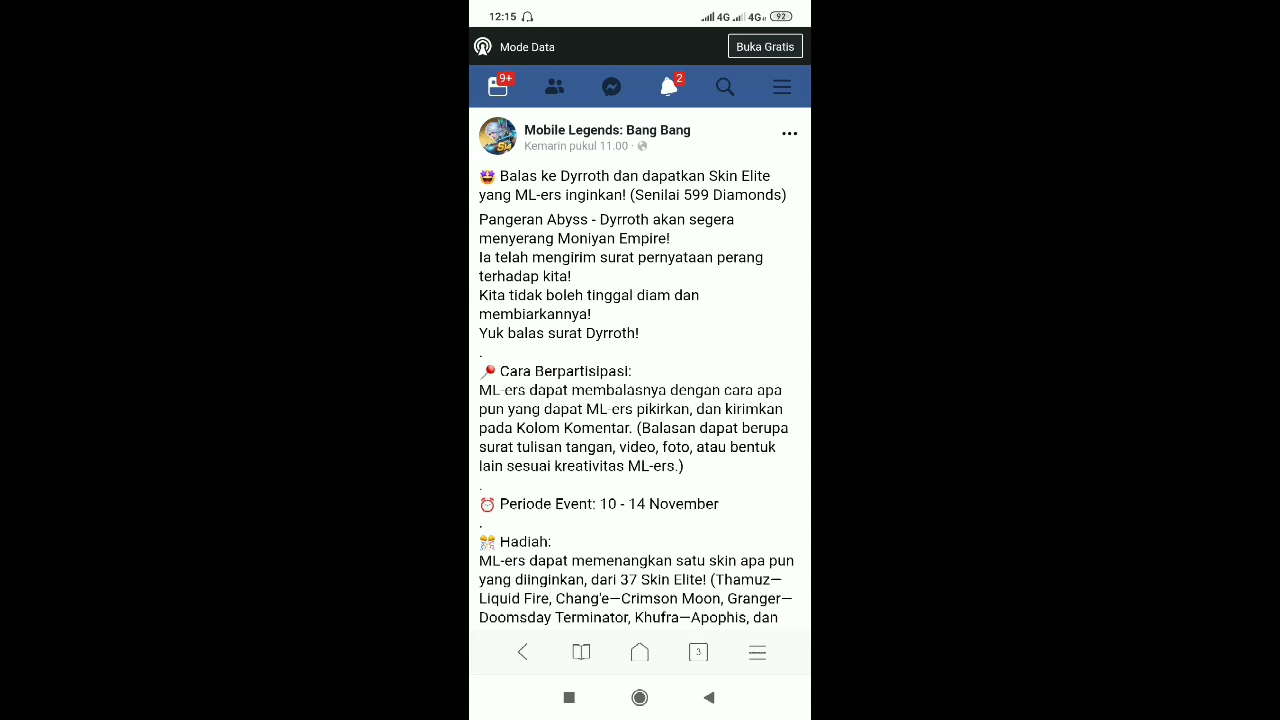 12:15
4G 4G 92
Mode Data
Buka Gratis
9+
2
Mobile Legends: Bang Bang
Kemarin pukul 11.00 ·
Balas ke Dyrroth dan dapatkan Skin Elite
yang ML-ers inginkan! (Senilai 599 Diamonds)
Pangeran Abyss - Dyrroth akan segera
menyerang Moniyan Empire!
Ia telah mengirim surat pernyataan perang
terhadap kita!
Kita tidak boleh tinggal diam dan
membiarkannya!
Yuk balas surat Dyrroth!
.
Cara Berpartisipasi:
ML-ers dapat membalasnya dengan cara apa
pun yang dapat ML-ers pikirkan, dan kirimkan
pada Kolom Komentar. (Balasan dapat berupa
surat tulisan tangan, video, foto, atau bentuk
lain sesuai kreativitas ML-ers.)
.
Periode Event: 10 - 14 November
.
Hadiah:
ML-ers dapat memenangkan satu skin apa pun
yang diinginkan, dari 37 Skin Elite! (Thamuz—
Liquid Fire, Chang'e—Crimson Moon, Granger—
Doomsday Terminator, Khufra—Apophis, dan
3